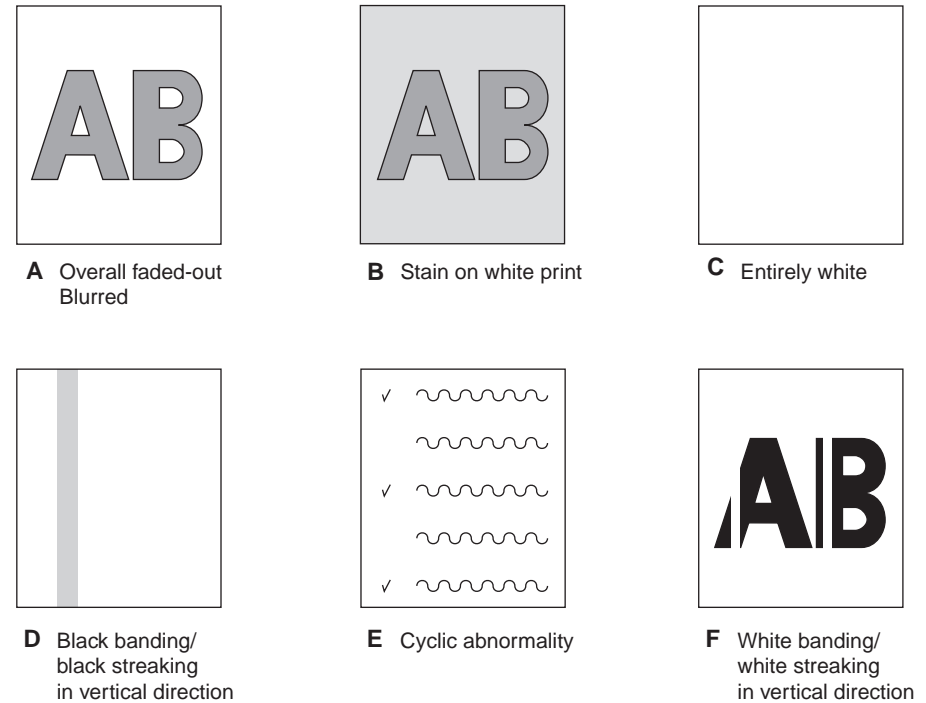 AB
AB
A Overall faded-out
Blurred
B Stain on white print
C Entirely white
AB
D Black banding/
black streaking
in vertical direction
E Cyclic abnormality
F White banding/
white streaking
in vertical direction